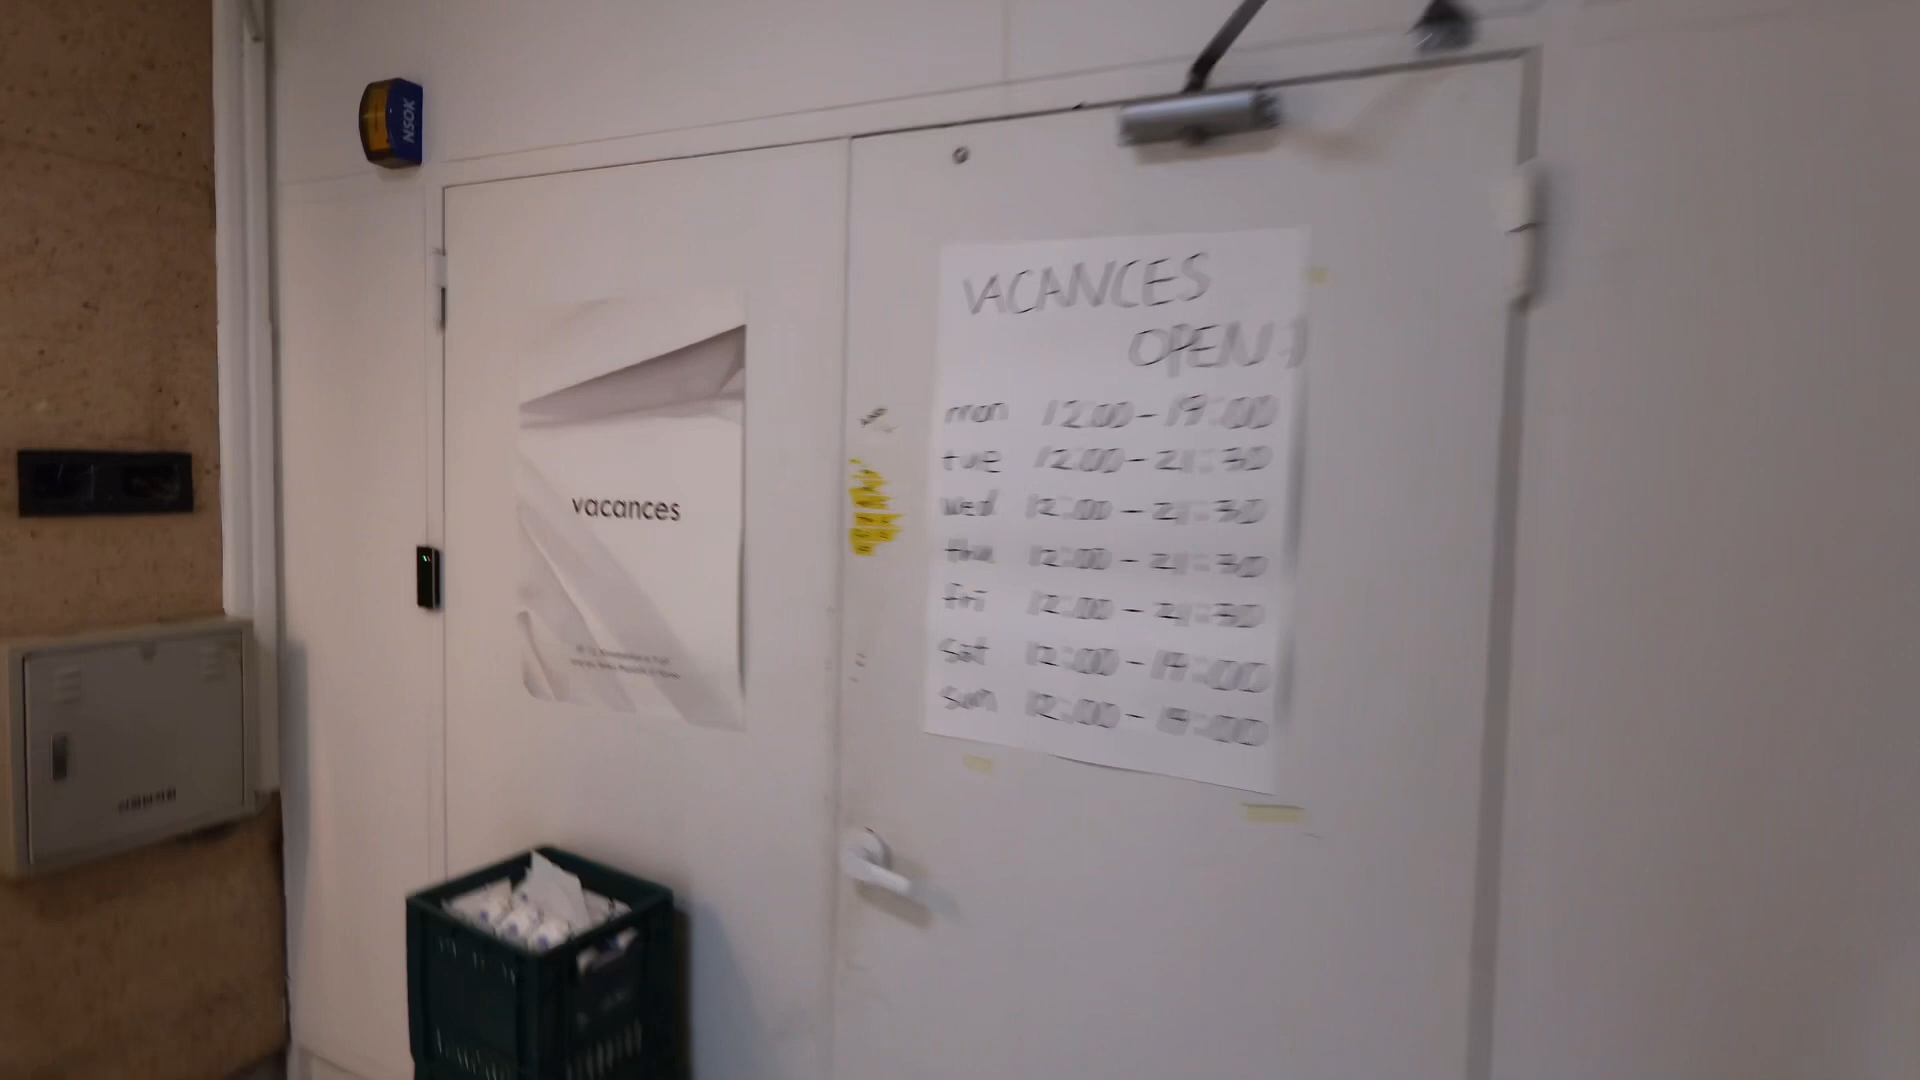 NSOK
vacances
VACANCES
OPEN :)
mon 12:00-19:00
tue 12:00-21:30
wed 12:00-21:30
thu 12:00-21:30
fri 12:00-21:30
sat 12:00-19:00
sun 12:00-19:00